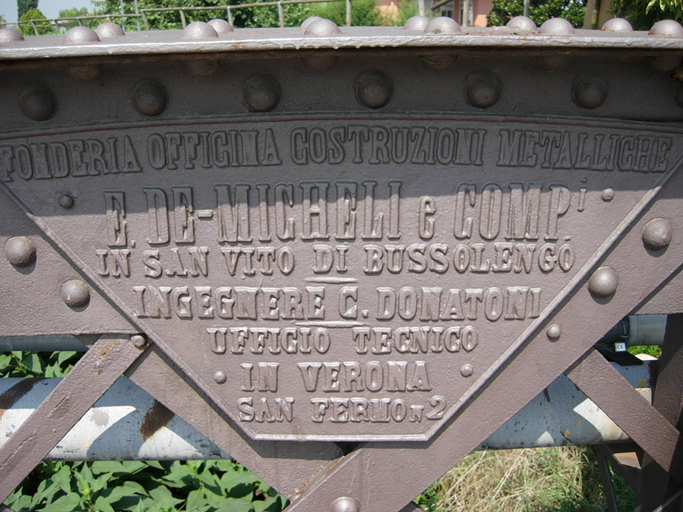 FONDERIA OFFICINA COSTRUZIONI METALLICHE
E. DE-MICHELI e COMP.i
IN SAN VITO DI BUSSOLENGO
INGEGNERE C. DONATONI
UFFICIO TECNICO
IN VERONA
SAN FERMO N 2